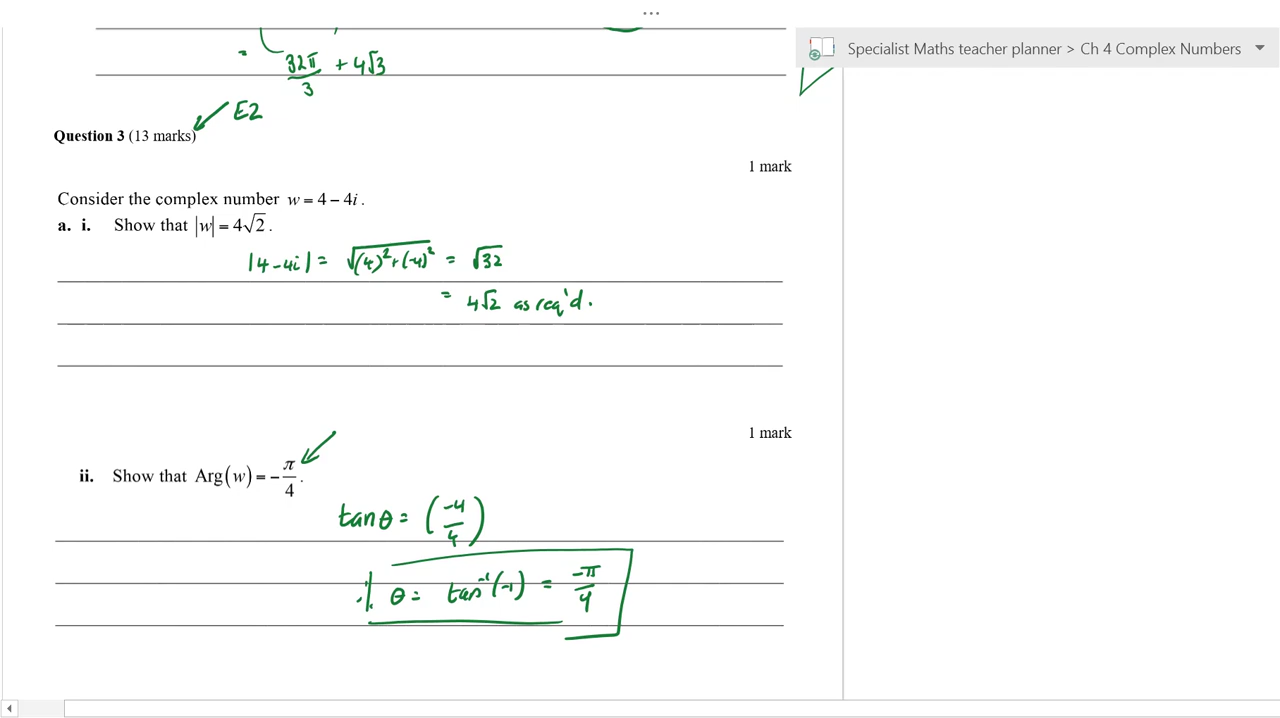 ...
Specialist Maths teacher planner > Ch 4 Complex Numbers
= 32π/3 + 4√3
E2
Question 3 (13 marks)
1 mark
Consider the complex number w = 4 − 4i.
a. i. Show that |w| = 4√2.
|4-4i| = √(4)²+(-4)² = √32
= 4√2 as req'd.
1 mark
ii. Show that Arg(w) = −π/4.
tanθ = (-4/4)
θ = tan⁻¹(-1) = -π/4